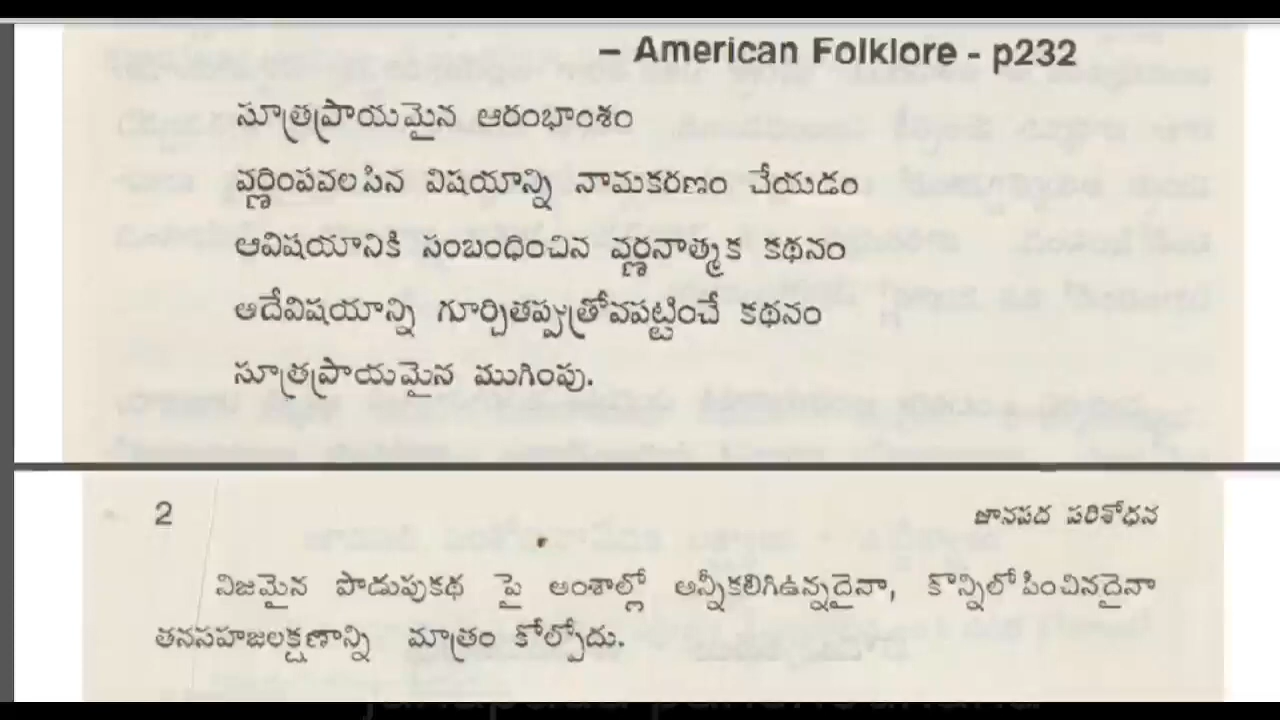 – American Folklore - p232
సూత్రప్రాయమైన ఆరంభాంశం
వర్ణింపవలసిన విషయాన్ని నామకరణం చేయడం
ఆవిషయానికి సంబంధించిన వర్ణనాత్మక కథనం
ఆదేవిషయాన్ని గూర్చితప్పుత్రోవపట్టించే కథనం
సూత్రప్రాయమైన ముగింపు.
2 జానపద పరిశోధన
నిజమైన పొడుపుకథ పై అంశాల్లో అన్నీకలిగిఉన్నదైనా, కొన్నిలోపించినదైనా
తనసహజలక్షణాన్ని మాత్రం కోల్పోదు.